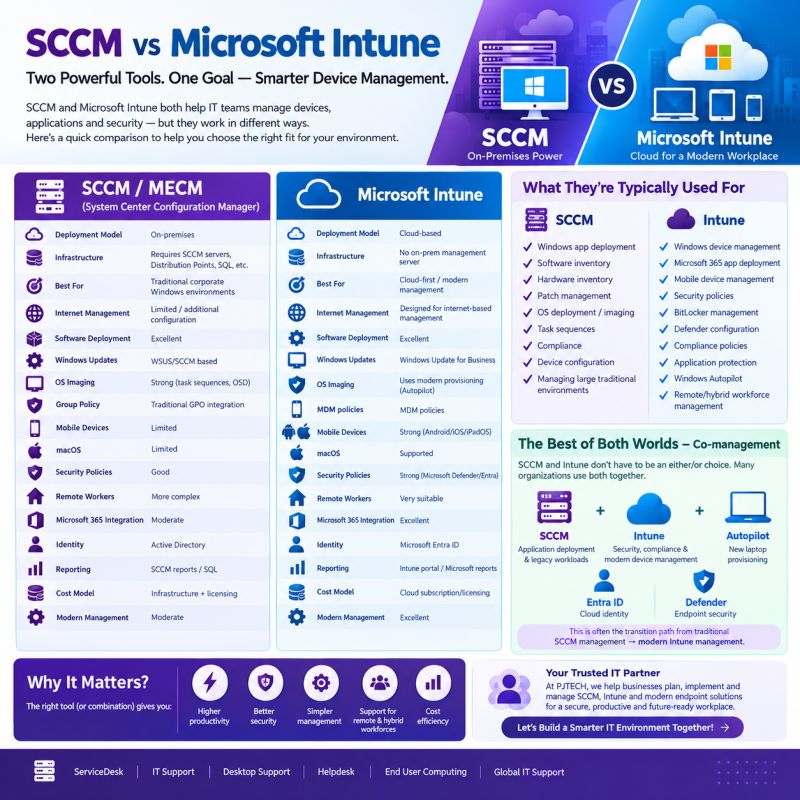 SCCM vs Microsoft Intune
Two Powerful Tools. One Goal — Smarter Device Management.
SCCM and Microsoft Intune both help IT teams manage devices,
applications and security — but they work in different ways.
Here's a quick comparison to help you choose the right fit for your environment.
SCCM
On-Premises Power
VS
Microsoft Intune
Cloud for a Modern Workplace
SCCM / MECM
(System Center Configuration Manager)
Deployment Model On-premises
Infrastructure Requires SCCM servers,
Distribution Points, SQL, etc.
Best For Traditional corporate
Windows environments
Internet Management Limited / additional
configuration
Software Deployment Excellent
Windows Updates WSUS/SCCM based
OS Imaging Strong (task sequences, OSD)
Group Policy Traditional GPO integration
Mobile Devices Limited
macOS Limited
Security Policies Good
Remote Workers More complex
Microsoft 365 Integration Moderate
Identity Active Directory
Reporting SCCM reports / SQL
Cost Model Infrastructure + licensing
Modern Management Moderate
Microsoft Intune
Deployment Model Cloud-based
Infrastructure No on-prem management
server
Best For Cloud-first / modern
management
Internet Management Designed for internet-based
management
Software Deployment Excellent
Windows Updates Windows Update for Business
OS Imaging Uses modern provisioning
(Autopilot)
MDM policies MDM policies
Mobile Devices Strong (Android/iOS/iPadOS)
macOS Supported
Security Policies Strong (Microsoft Defender/Entra)
Remote Workers Very suitable
Microsoft 365 Integration Excellent
Identity Microsoft Entra ID
Reporting Intune portal / Microsoft reports
Cost Model Cloud subscription/licensing
Modern Management Excellent
What They're Typically Used For
SCCM
Windows app deployment
Software inventory
Hardware inventory
Patch management
OS deployment / imaging
Task sequences
Compliance
Device configuration
Managing large traditional
environments
Intune
Windows device management
Microsoft 365 app deployment
Mobile device management
Security policies
BitLocker management
Defender configuration
Compliance policies
Application protection
Windows Autopilot
Remote/hybrid workforce
management
The Best of Both Worlds – Co-management
SCCM and Intune don't have to be an either/or choice. Many
organizations use both together.
SCCM + Intune + Autopilot
Application deployment
& legacy workloads
Security, compliance &
modern device management
New laptop
provisioning
Entra ID
Cloud identity
Defender
Endpoint security
This is often the transition path from traditional
SCCM management → modern Intune management.
Why It Matters?
The right tool (or combination) gives you:
Higher
productivity
Better
security
Simpler
management
Support for
remote & hybrid
workforces
Cost
efficiency
Your Trusted IT Partner
At PJTECH, we help businesses plan, implement and
manage SCCM, Intune and modern endpoint solutions
for a secure, productive and future-ready workplace.
Let's Build a Smarter IT Environment Together! →
ServiceDesk | IT Support | Desktop Support | Helpdesk | End User Computing | Global IT Support